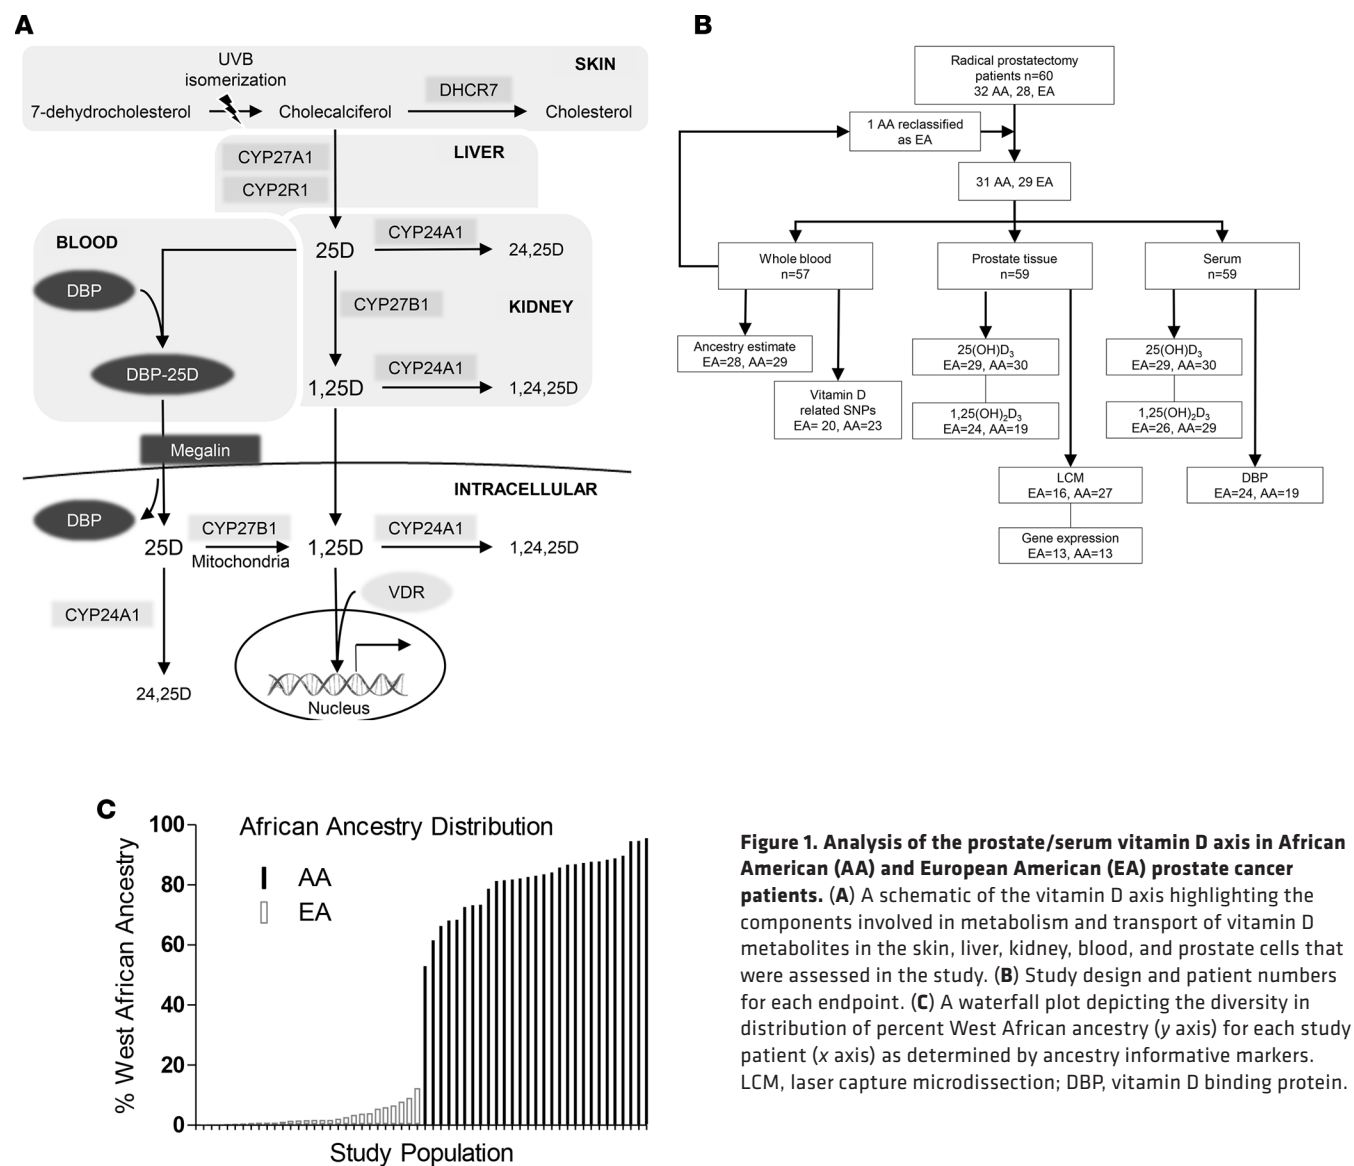 A
UVB
isomerization
SKIN
7-dehydrocholesterol
Cholecalciferol
DHCR7
Cholesterol
CYP27A1
LIVER
CYP2R1
BLOOD
25D
CYP24A1
24,25D
DBP
CYP27B1
KIDNEY
DBP-25D
1,25D
CYP24A1
1,24,25D
Megalin
INTRACELLULAR
DBP
25D
CYP27B1
Mitochondria
1,25D
CYP24A1
1,24,25D
CYP24A1
VDR
24,25D
Nucleus
B
Radical prostatectomy
patients n=60
32 AA, 28, EA
1 AA reclassified
as EA
31 AA, 29 EA
Whole blood
n=57
Prostate tissue
n=59
Serum
n=59
Ancestry estimate
EA=28, AA=29
Vitamin D
related SNPs
EA= 20, AA=23
25(OH)D3
EA=29, AA=30
1,25(OH)2D3
EA=24, AA=19
25(OH)D3
EA=29, AA=30
1,25(OH)2D3
EA=26, AA=29
LCM
EA=16, AA=27
DBP
EA=24, AA=19
Gene expression
EA=13, AA=13
C
African Ancestry Distribution
AA
EA
% West African Ancestry
100
80
60
40
20
0
Study Population
Figure 1. Analysis of the prostate/serum vitamin D axis in African
American (AA) and European American (EA) prostate cancer
patients. (A) A schematic of the vitamin D axis highlighting the
components involved in metabolism and transport of vitamin D
metabolites in the skin, liver, kidney, blood, and prostate cells that
were assessed in the study. (B) Study design and patient numbers
for each endpoint. (C) A waterfall plot depicting the diversity in
distribution of percent West African ancestry (y axis) for each study
patient (x axis) as determined by ancestry informative markers.
LCM, laser capture microdissection; DBP, vitamin D binding protein.